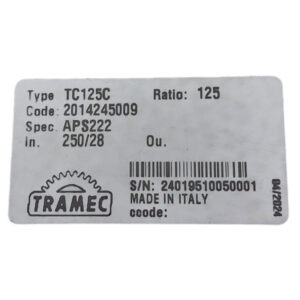 Type TC125C Ratio: 125
Code: 2014245009
Spec. APS222
in. 250/28 Ou.
S/N: 24019510050001
MADE IN ITALY
ccode:
TRAMEC
04/2024